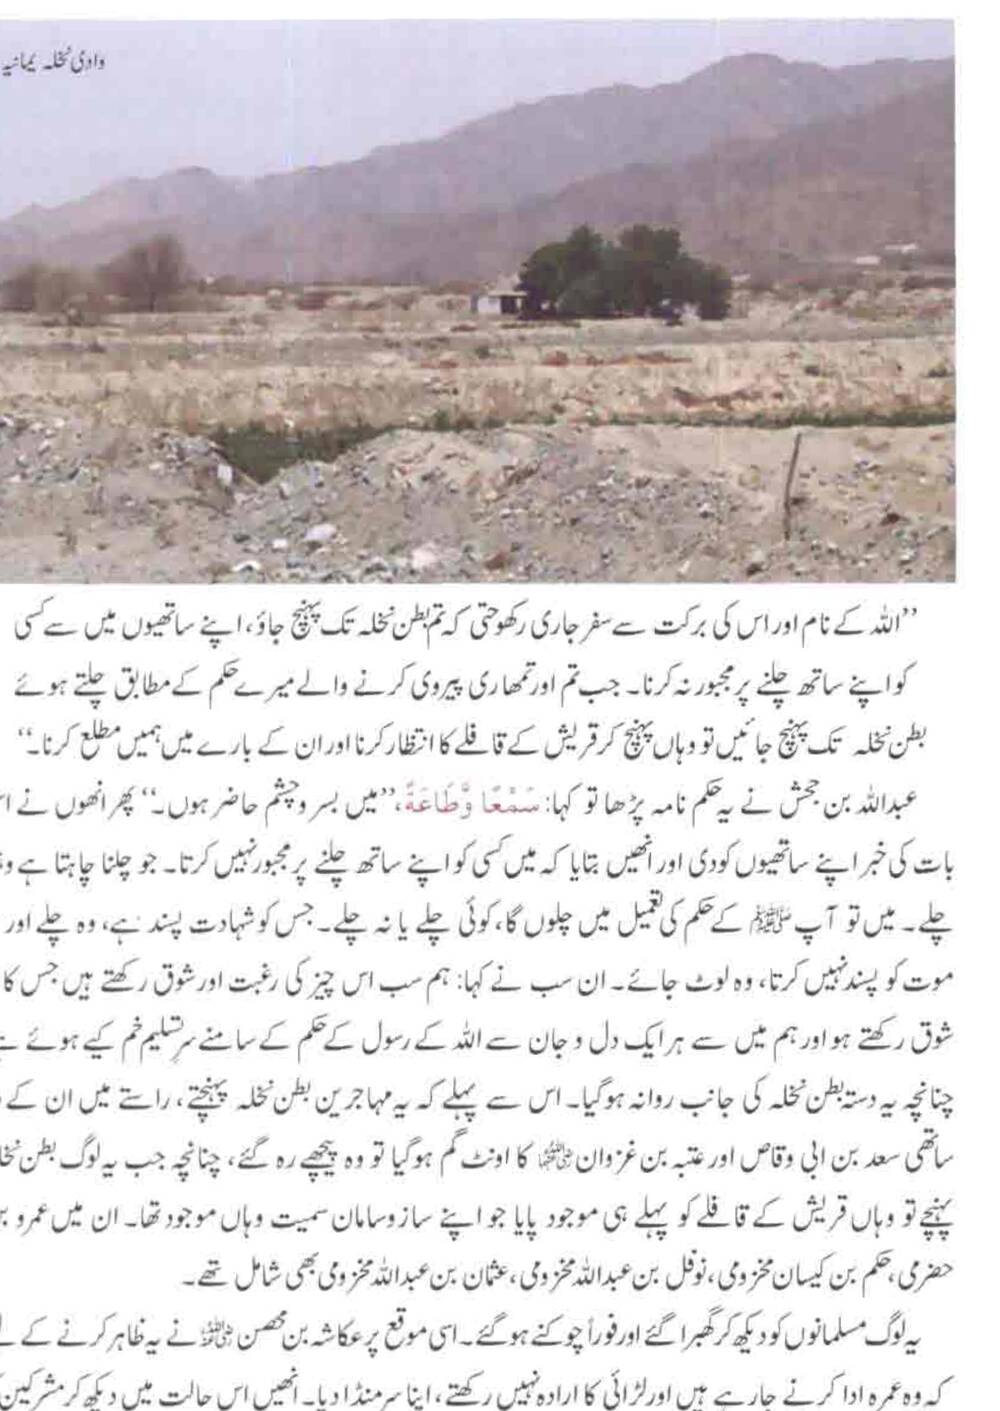 وادی نخلہ یمانیہ
”اللہ کے نام اور اس کی برکت سے سفر جاری رکھو حتی کہ تم بطن نخلہ تک پہنچ جاؤ، اپنے ساتھیوں میں سے کسی
کو اپنے ساتھ چلنے پر مجبور نہ کرنا۔ جب تم اور تمھاری پیروی کرنے والے میرے حکم کے مطابق چلتے ہوئے
بطن نخلہ تک پہنچ جائیں تو وہاں پہنچ کر قریش کے قافلے کا انتظار کرنا اور ان کے بارے میں ہمیں مطلع کرنا۔“
عبداللہ بن جحش نے یہ حکم نامہ پڑھا تو کہا: سَمْعًا وَّطَاعَةً، ”میں بسر و چشم حاضر ہوں۔“ پھر انھوں نے
بات کی خبر اپنے ساتھیوں کو دی اور انھیں بتایا کہ میں کسی کو اپنے ساتھ چلنے پر مجبور نہیں کرتا۔ جو چلنا چاہتا ہے
چلے۔ میں تو آپ ﷺ کے حکم کی تعمیل میں چلوں گا، کوئی چلے یا نہ چلے۔ جس کو شہادت پسند ہے، وہ چلے اور
موت کو پسند نہیں کرتا، وہ لوٹ جائے۔ ان سب نے کہا: ہم سب اس چیز کی رغبت اور شوق رکھتے ہیں جس کا
شوق رکھتے ہو اور ہم میں سے ہر ایک دل و جان سے اللہ کے رسول کے حکم کے سامنے سرِ تسلیم خم کیے ہوئے
چنانچہ یہ دستہ بطن نخلہ کی جانب روانہ ہو گیا۔ اس سے پہلے کہ یہ مہاجرین بطن نخلہ پہنچتے، راستے میں ان کے
ساتھی سعد بن ابی وقاص اور عتبہ بن غزوان رضی اللہ عنہما کا اونٹ گم ہو گیا تو وہ پیچھے رہ گئے، چنانچہ جب یہ لوگ بطن
پہنچے تو وہاں قریش کے قافلے کو پہلے ہی موجود پایا جو اپنے ساز و سامان سمیت وہاں موجود تھا۔ ان میں عمرو
حضرمی، حکم بن کیسان مخزومی، نوفل بن عبداللہ مخزومی، عثمان بن عبداللہ مخزومی بھی شامل تھے۔
یہ لوگ مسلمانوں کو دیکھ کر گھبرا گئے اور فوراً چوکنے ہو گئے۔ اسی موقع پر عکاشہ بن محصن رضی اللہ عنہ نے یہ ظاہر کرنے کے
کہ وہ عمرہ ادا کرنے جا رہے ہیں اور لڑائی کا ارادہ نہیں رکھتے، اپنا سر منڈا دیا۔ انھیں اس حالت میں دیکھ کر مشرکین